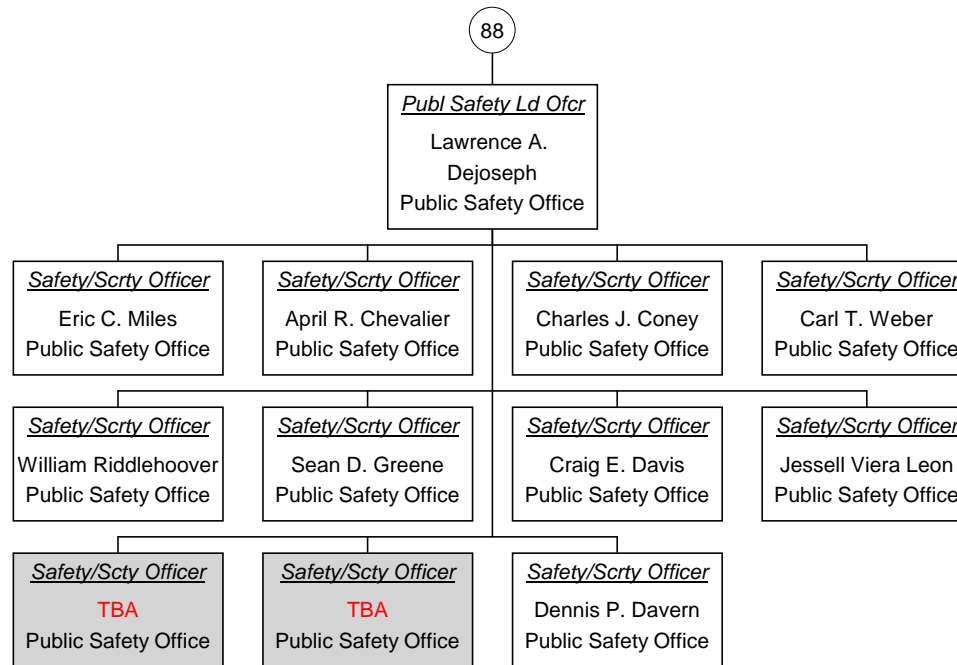 88
Publ Safety Ld Ofcr
Lawrence A.
Dejoseph
Public Safety Office
Safety/Scrty Officer
Eric C. Miles
Public Safety Office
Safety/Scrty Officer
April R. Chevalier
Public Safety Office
Safety/Scrty Officer
Charles J. Coney
Public Safety Office
Safety/Scrty Officer
Carl T. Weber
Public Safety Office
Safety/Scrty Officer
William Riddlehoover
Public Safety Office
Safety/Scrty Officer
Sean D. Greene
Public Safety Office
Safety/Scrty Officer
Craig E. Davis
Public Safety Office
Safety/Scrty Officer
Jessell Viera Leon
Public Safety Office
Safety/Scty Officer
TBA
Public Safety Office
Safety/Scty Officer
TBA
Public Safety Office
Safety/Scrty Officer
Dennis P. Davern
Public Safety Office